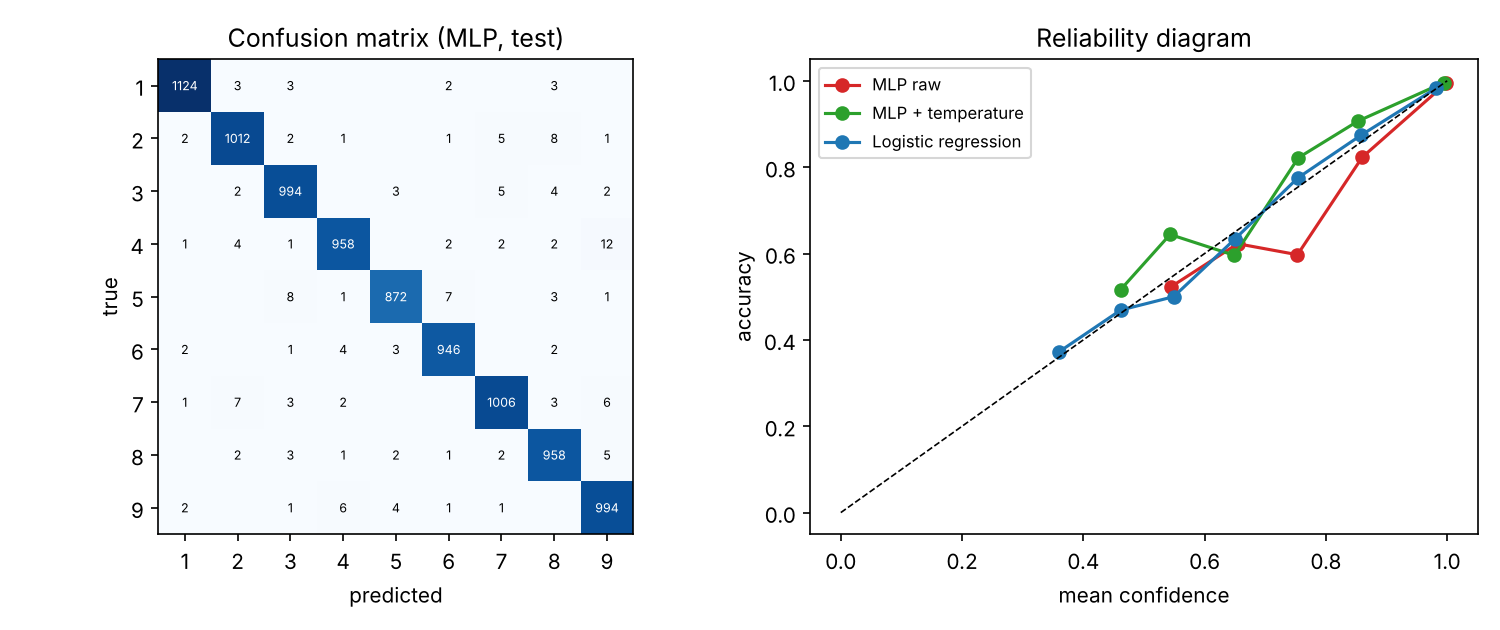 Confusion matrix (MLP, test)
1 1124 3 3 2 3
2 2 1012 2 1 1 5 8 1
3 2 994 3 5 4 2
4 1 4 1 958 2 2 2 12
5 8 1 872 7 3 1
6 2 1 4 3 946 2
7 1 7 3 2 1006 3 6
8 2 3 1 2 1 2 958 5
9 2 1 6 4 1 1 994
1 2 3 4 5 6 7 8 9
predicted
true
Reliability diagram
MLP raw
MLP + temperature
Logistic regression
1.0
0.8
0.6
0.4
0.2
0.0
accuracy
0.0 0.2 0.4 0.6 0.8 1.0
mean confidence